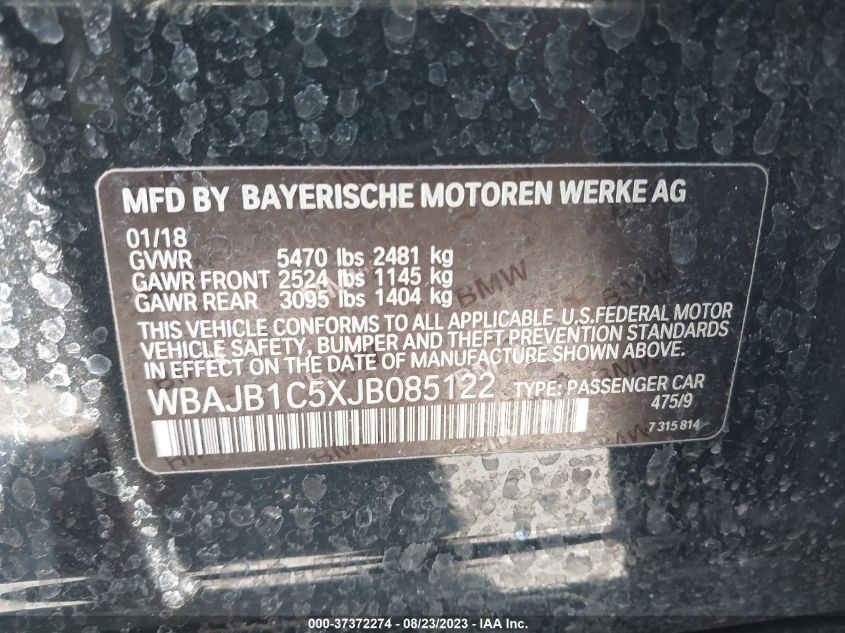 MFD BY BAYERISCHE MOTOREN WERKE AG
01/18
GVWR 5470 lbs 2481 kg
GAWR FRONT 2524 lbs 1145 kg
GAWR REAR 3095 lbs 1404 kg
THIS VEHICLE CONFORMS TO ALL APPLICABLE U.S.FEDERAL MOTOR
VEHICLE SAFETY, BUMPER AND THEFT PREVENTION STANDARDS
IN EFFECT ON THE DATE OF MANUFACTURE SHOWN ABOVE.
WBAJB1C5XJB085122 TYPE: PASSENGER CAR
475/9
7 315 814
000-37372274 - 08/23/2023 - IAA Inc.